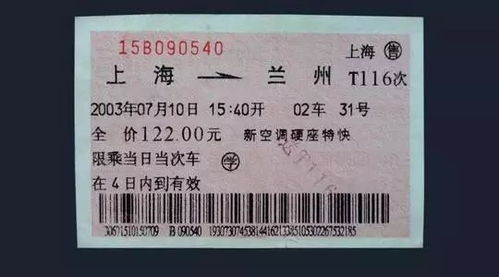 15B090540
上海 售
上海 → 兰州 T116次
2003年07月10日 15:40开 02车 31号
全 价122.00元 新空调硬座特快
限乘当日当次车 学
在4日内到有效